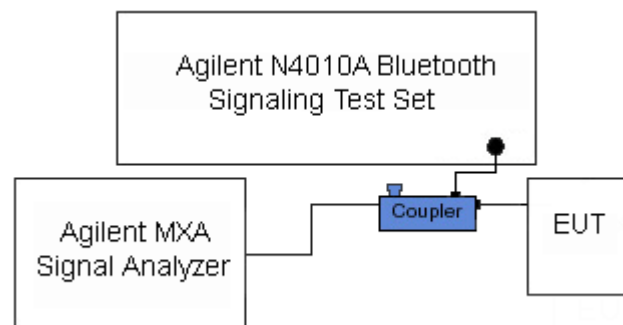 Agilent N4010A Bluetooth
Signaling Test Set
Coupler
Agilent MXA
Signal Analyzer
EUT